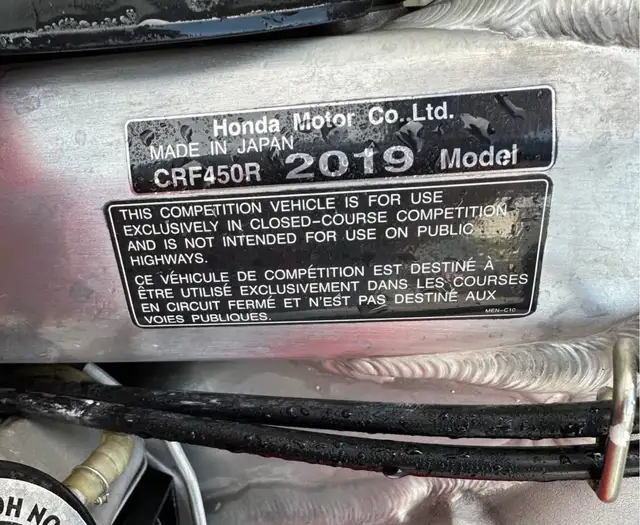 Honda Motor Co.,Ltd.
MADE IN JAPAN
CRF450R 2019 Model
THIS COMPETITION VEHICLE IS FOR USE
EXCLUSIVELY IN CLOSED-COURSE COMPETITION
AND IS NOT INTENDED FOR USE ON PUBLIC
HIGHWAYS.
CE VÉHICULE DE COMPÉTITION EST DESTINÉ À
ÊTRE UTILISÉ EXCLUSIVEMENT DANS LES COURSES
EN CIRCUIT FERMÉ ET N'EST PAS DESTINÉ AUX
VOIES PUBLIQUES.
MEN-C10